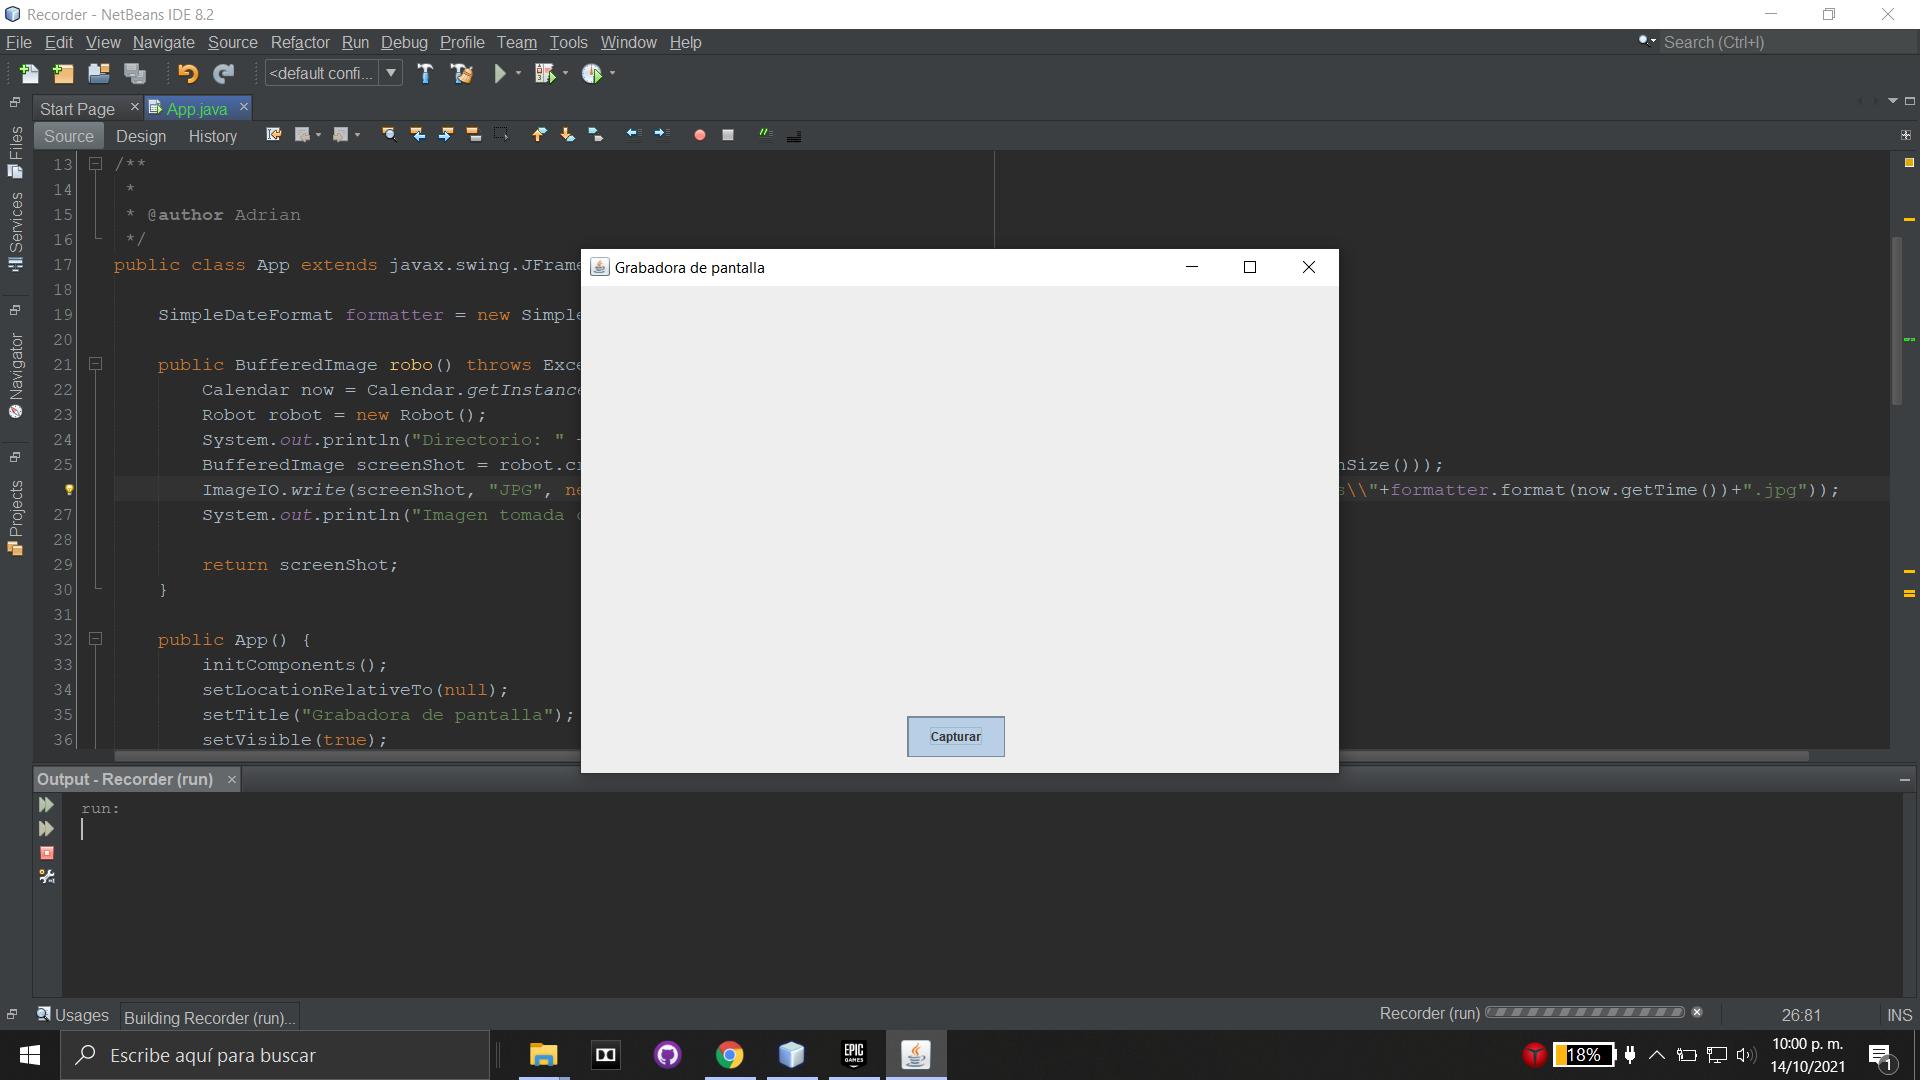 Recorder - NetBeans IDE 8.2
File Edit View Navigate Source Refactor Run Debug Profile Team Tools Window Help
Search (Ctrl+I)
<default confi...
Start Page
App.java
Source Design History
Files
Services
Navigator
Projects
13 /**
14 *
15 * @author Adrian
16 */
17 public class App extends javax.swing.JFrame
18
19 SimpleDateFormat formatter = new Simple
20
21 public BufferedImage robo() throws Exce
22 Calendar now = Calendar.getInstance
23 Robot robot = new Robot();
24 System.out.println("Directorio: " +
25 BufferedImage screenShot = robot.cr nSize()));
ImageIO.write(screenShot, "JPG", ne s\\"+formatter.format(now.getTime())+".jpg"));
27 System.out.println("Imagen tomada
28
29 return screenShot;
30 }
31
32 public App() {
33 initComponents();
34 setLocationRelativeTo(null);
35 setTitle("Grabadora de pantalla");
36 setVisible(true);
Grabadora de pantalla
Capturar
Output - Recorder (run)
run:
Usages
Building Recorder (run)...
Recorder (run)
26:81
INS
Escribe aquí para buscar
EPIC
GAMES
18%
10:00 p. m.
14/10/2021
1